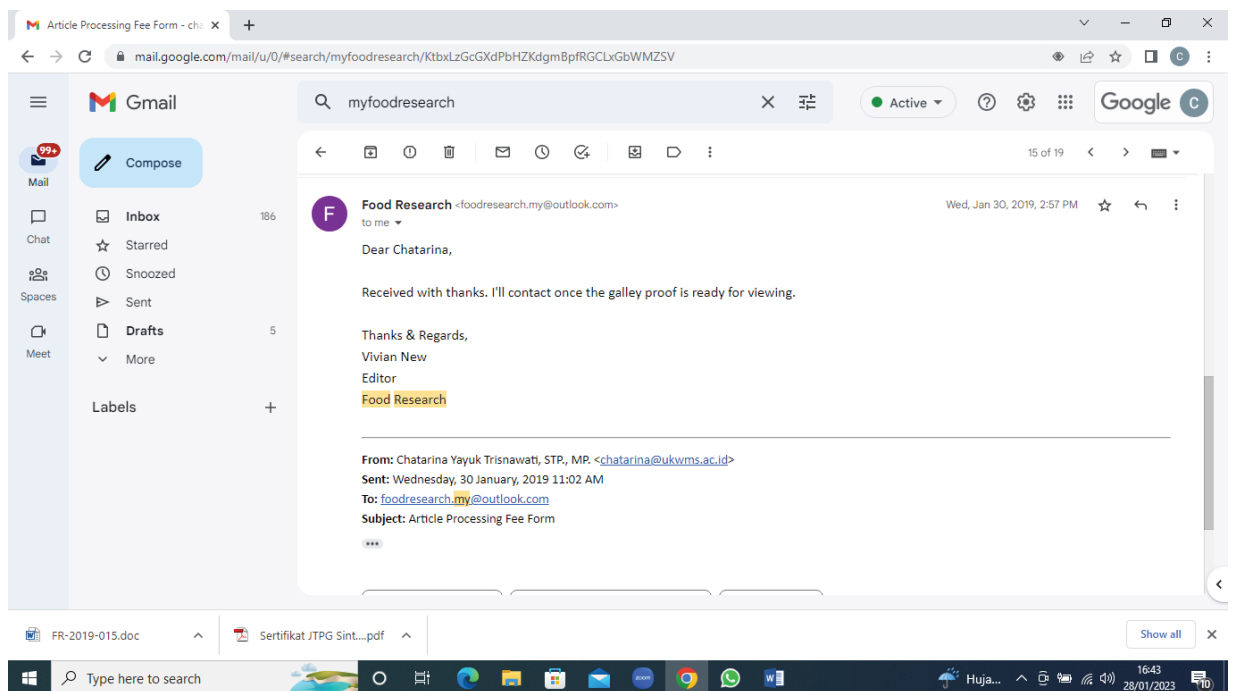 Article Processing Fee Form - cha
mail.google.com/mail/u/0/#search/myfoodresearch/KtbxLzGcGXdPbHZKdgmBpfRGCLxGbWMZSV
C
Gmail
myfoodresearch
Active
Google
C
99+
Mail
Compose
15 of 19
Chat
Spaces
Meet
Inbox 186
Starred
Snoozed
Sent
Drafts 5
More
Labels
F
Food Research <foodresearch.my@outlook.com>
Wed, Jan 30, 2019, 2:57 PM
to me
Dear Chatarina,
Received with thanks. I'll contact once the galley proof is ready for viewing.
Thanks & Regards,
Vivian New
Editor
Food Research
From: Chatarina Yayuk Trisnawati, STP., MP. <chatarina@ukwms.ac.id>
Sent: Wednesday, 30 January, 2019 11:02 AM
To: foodresearch.my@outlook.com
Subject: Article Processing Fee Form
FR-2019-015.doc
Sertifikat JTPG Sint....pdf
Show all
Type here to search
zoom
Huja...
16:43
28/01/2023
10